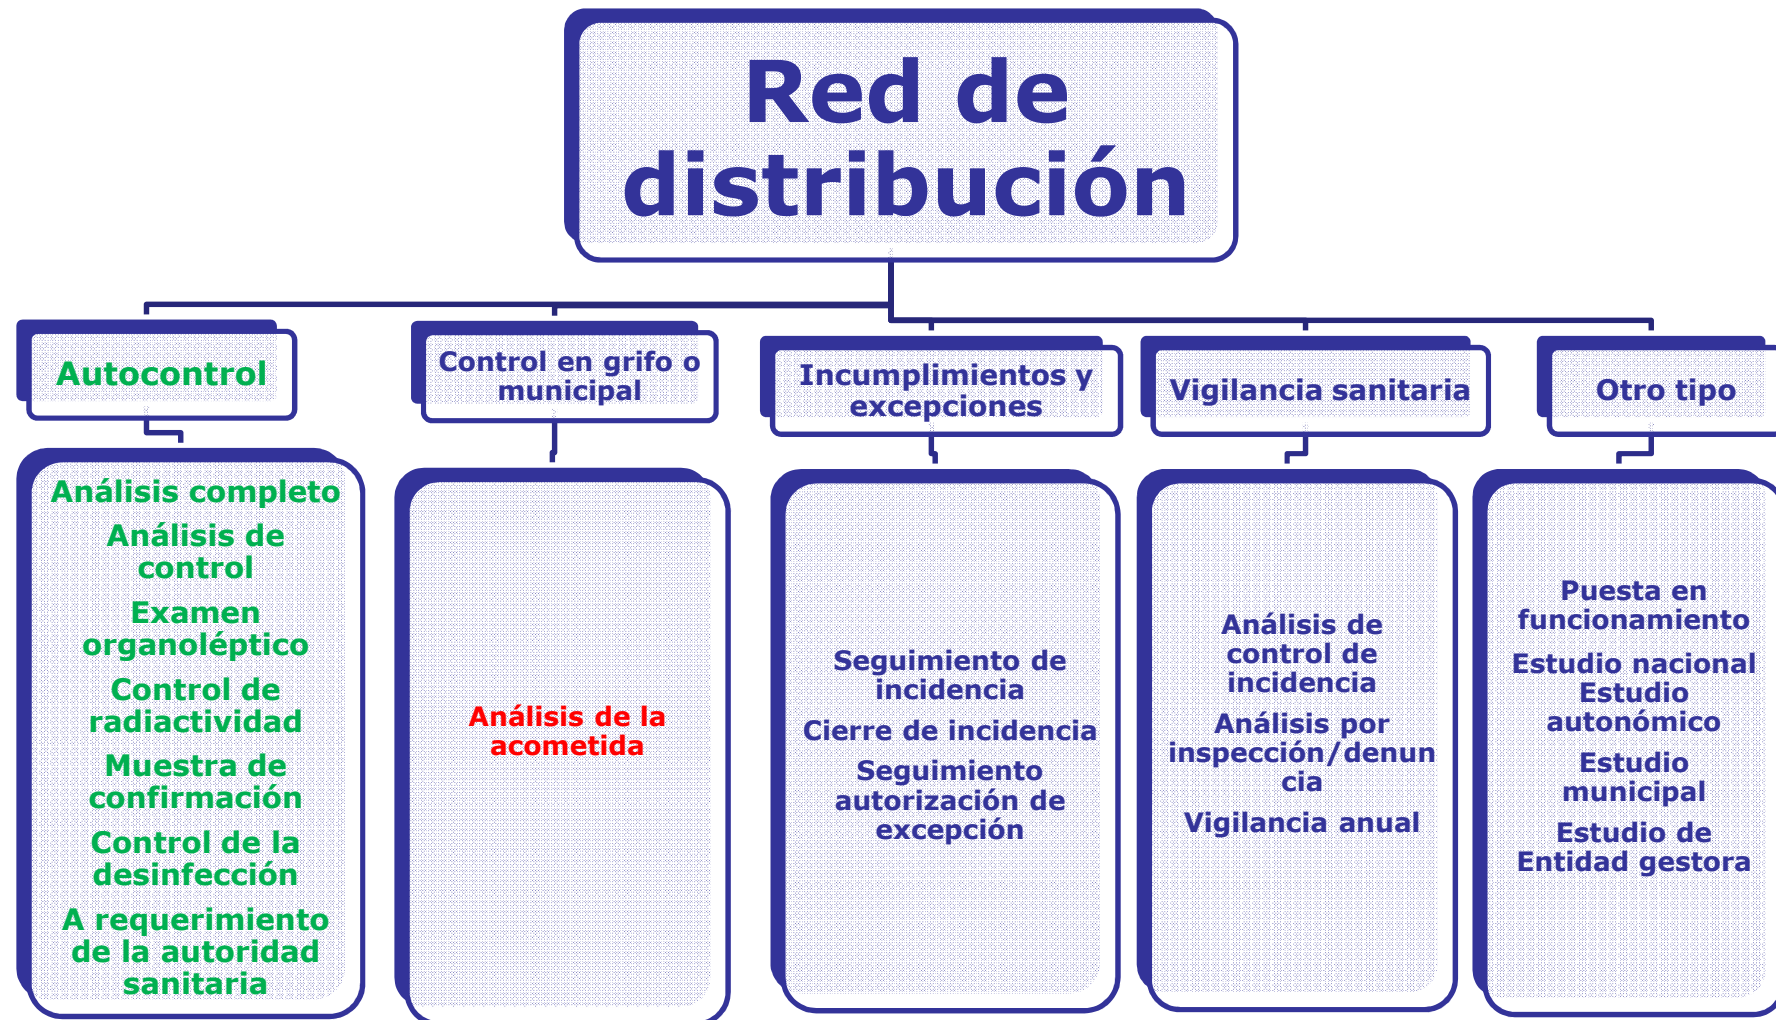 Red de
distribución
Autocontrol
Control en grifo o
municipal
Incumplimientos y
excepciones
Vigilancia sanitaria
Otro tipo
Análisis completo
Análisis de
control
Examen
organoléptico
Control de
radiactividad
Muestra de
confirmación
Control de la
desinfección
A requerimiento
de la autoridad
sanitaria
Análisis de la
acometida
Seguimiento de
incidencia
Cierre de incidencia
Seguimiento
autorización de
excepción
Análisis de
control de
incidencia
Análisis por
inspección/denun
cia
Vigilancia anual
Puesta en
funcionamiento
Estudio nacional
Estudio
autonómico
Estudio
municipal
Estudio de
Entidad gestora